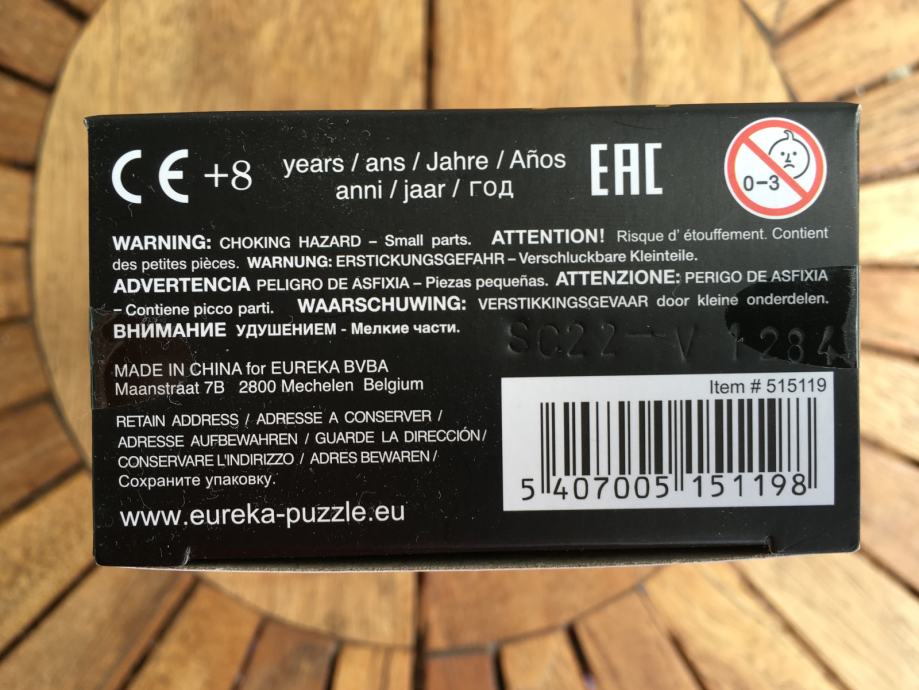 CE +8 years / ans / Jahre / Años EAC
anni / jaar / год
0-3
WARNING: CHOKING HAZARD – Small parts. ATTENTION! Risque d' étouffement. Contient
des petites pièces. WARNUNG: ERSTICKUNGSGEFAHR – Verschluckbare Kleinteile.
ADVERTENCIA PELIGRO DE ASFIXIA – Piezas pequeñas. ATTENZIONE: PERIGO DE ASFIXIA
– Contiene picco parti. WAARSCHUWING: VERSTIKKINGSGEVAAR door kleine onderdelen.
ВНИМАНИЕ УДУШЕНИЕМ - Мелкие части.
SC22-V 1284
MADE IN CHINA for EUREKA BVBA
Maanstraat 7B 2800 Mechelen Belgium
Item # 515119
RETAIN ADDRESS / ADRESSE A CONSERVER /
ADRESSE AUFBEWAHREN / GUARDE LA DIRECCIÓN/
CONSERVARE L'INDIRIZZO / ADRES BEWAREN /
Сохраните упаковку.
5 407005 151198
www.eureka-puzzle.eu